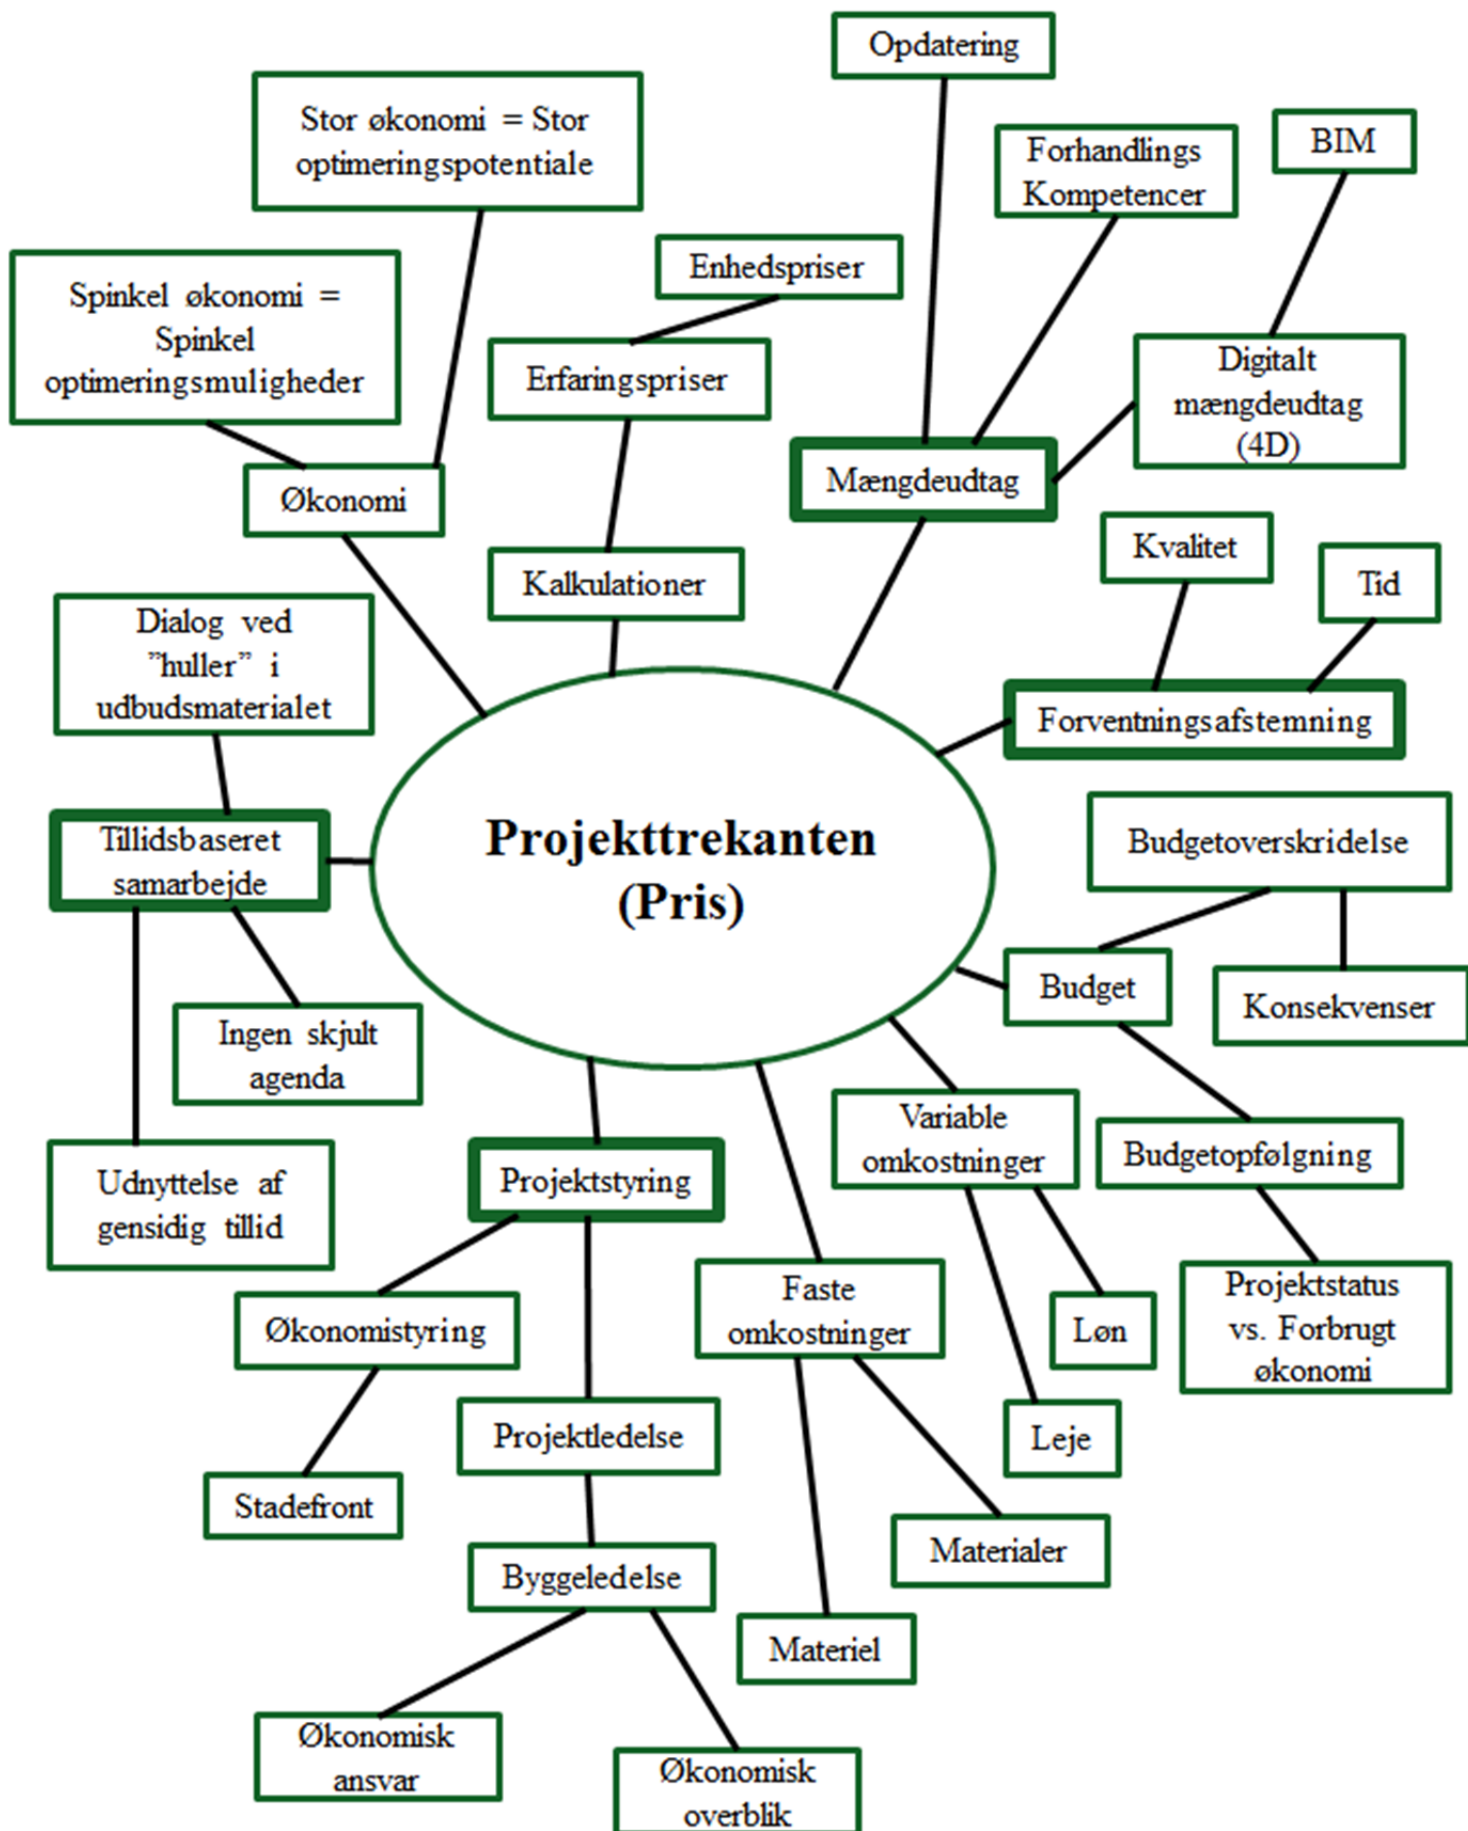 Opdatering
Stor økonomi = Stor
optimeringspotentiale
Forhandlings
Kompetencer
BIM
Spinkel økonomi =
Spinkel
optimeringsmuligheder
Enhedspriser
Erfaringspriser
Digitalt
mængdeudtag
(4D)
Økonomi
Mængdeudtag
Kalkulationer
Kvalitet
Tid
Dialog ved
”huller” i
udbudsmaterialet
Forventningsafstemning
Tillidsbaseret
samarbejde
Projekttrekanten
(Pris)
Budgetoverskridelse
Budget
Konsekvenser
Ingen skjult
agenda
Variable
omkostninger
Budgetopfølgning
Udnyttelse af
gensidig tillid
Projektstyring
Økonomistyring
Faste
omkostninger
Løn
Projektstatus
vs. Forbrugt
økonomi
Projektledelse
Leje
Stadefront
Materialer
Byggeledelse
Materiel
Økonomisk
ansvar
Økonomisk
overblik